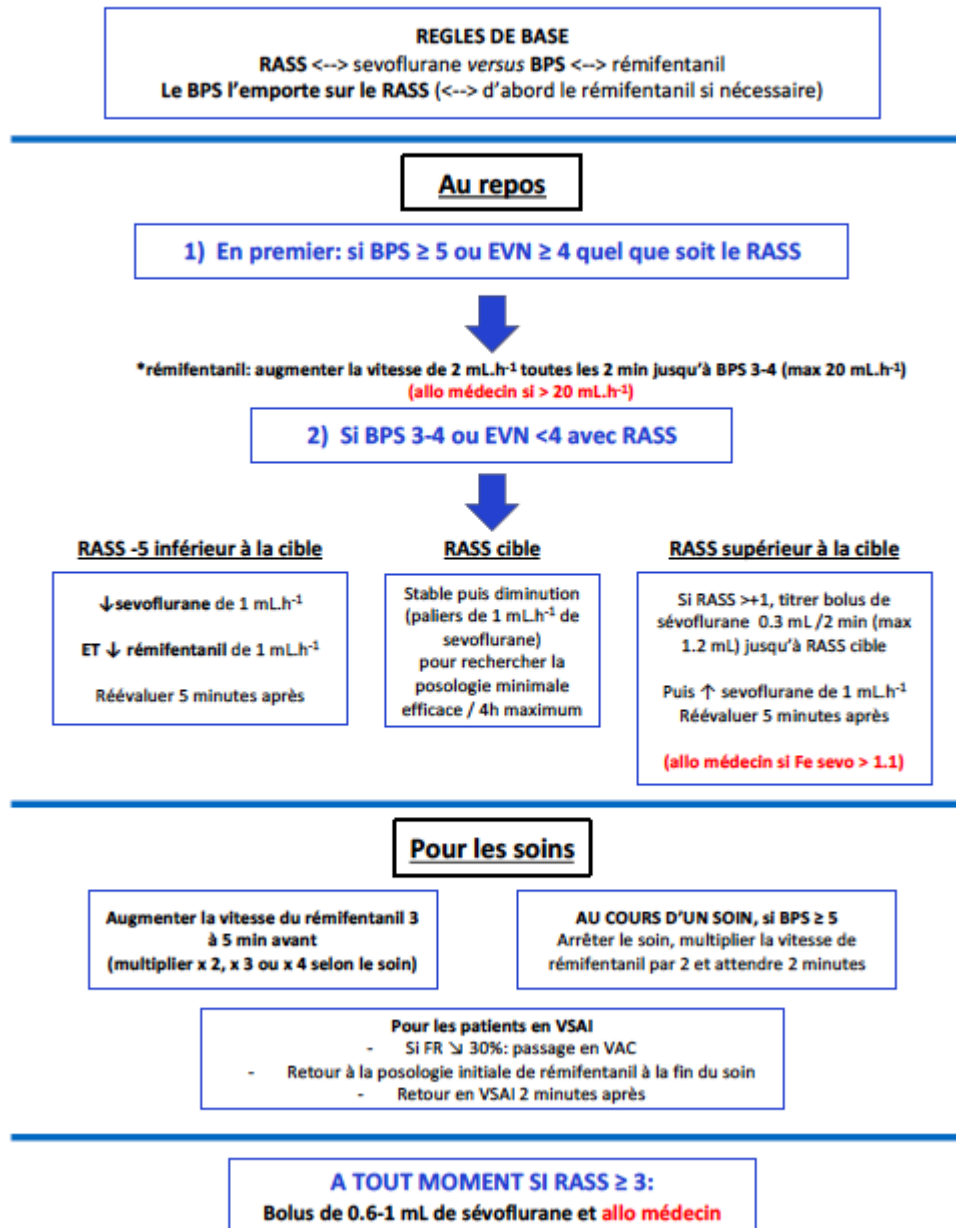 REGLES DE BASE
RASS <--> sevoflurane versus BPS <--> rémifentanil
Le BPS l'emporte sur le RASS (<--> d'abord le rémifentanil si nécessaire)
Au repos
1) En premier: si BPS ≥ 5 ou EVN ≥ 4 quel que soit le RASS
*rémifentanil: augmenter la vitesse de 2 mL.h⁻¹ toutes les 2 min jusqu'à BPS 3-4 (max 20 mL.h⁻¹)
(allo médecin si > 20 mL.h⁻¹)
2) Si BPS 3-4 ou EVN <4 avec RASS
RASS -5 inférieur à la cible
↓sevoflurane de 1 mL.h⁻¹
ET ↓ rémifentanil de 1 mL.h⁻¹
Réévaluer 5 minutes après
RASS cible
Stable puis diminution
(paliers de 1 mL.h⁻¹ de
sevoflurane)
pour rechercher la
posologie minimale
efficace / 4h maximum
RASS supérieur à la cible
Si RASS >+1, titrer bolus de
sévoflurane 0.3 mL /2 min (max
1.2 mL) jusqu'à RASS cible
Puis ↑ sevoflurane de 1 mL.h⁻¹
Réévaluer 5 minutes après
(allo médecin si Fe sevo > 1.1)
Pour les soins
Augmenter la vitesse du rémifentanil 3
à 5 min avant
(multiplier x 2, x 3 ou x 4 selon le soin)
AU COURS D'UN SOIN, si BPS ≥ 5
Arrêter le soin, multiplier la vitesse de
rémifentanil par 2 et attendre 2 minutes
Pour les patients en VSAI
- Si FR ↘ 30%: passage en VAC
- Retour à la posologie initiale de rémifentanil à la fin du soin
- Retour en VSAI 2 minutes après
A TOUT MOMENT SI RASS ≥ 3:
Bolus de 0.6-1 mL de sévoflurane et allo médecin